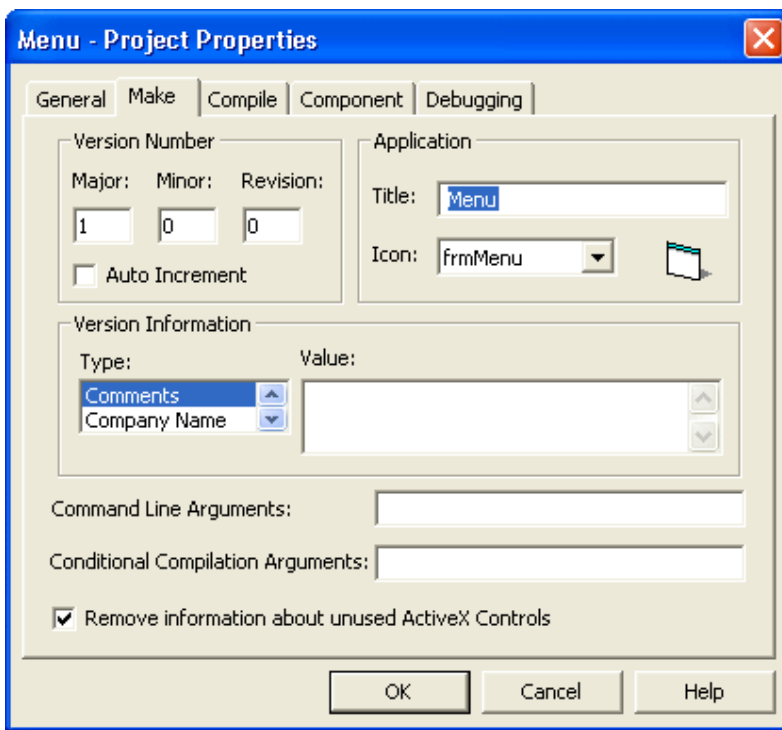 Menu - Project Properties
General Make Compile Component Debugging
Version Number
Major: Minor: Revision:
1 0 0
Auto Increment
Application
Title: Menu
Icon: frmMenu
Version Information
Type: Value:
Comments
Company Name
Command Line Arguments:
Conditional Compilation Arguments:
Remove information about unused ActiveX Controls
OK Cancel Help